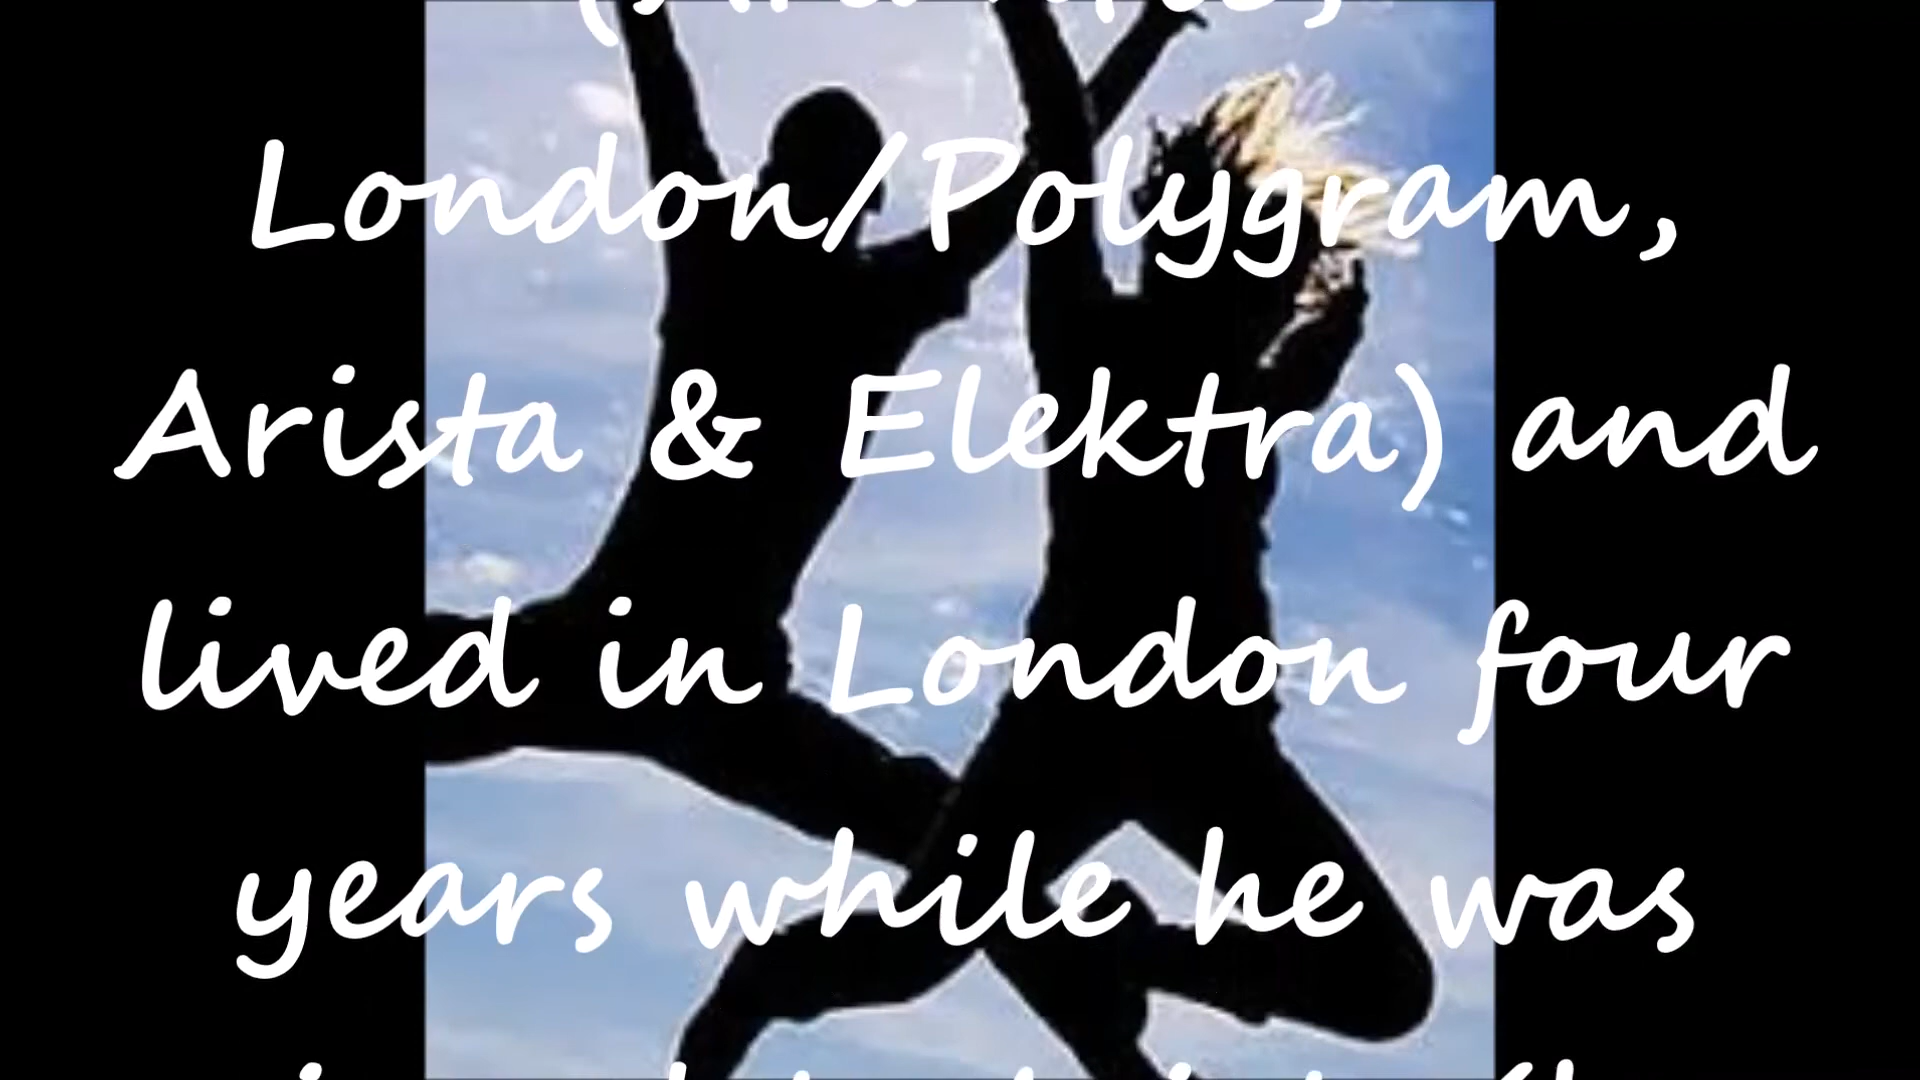 London/Polygram,
Arista & Elektra) and
lived in London four
years while he was